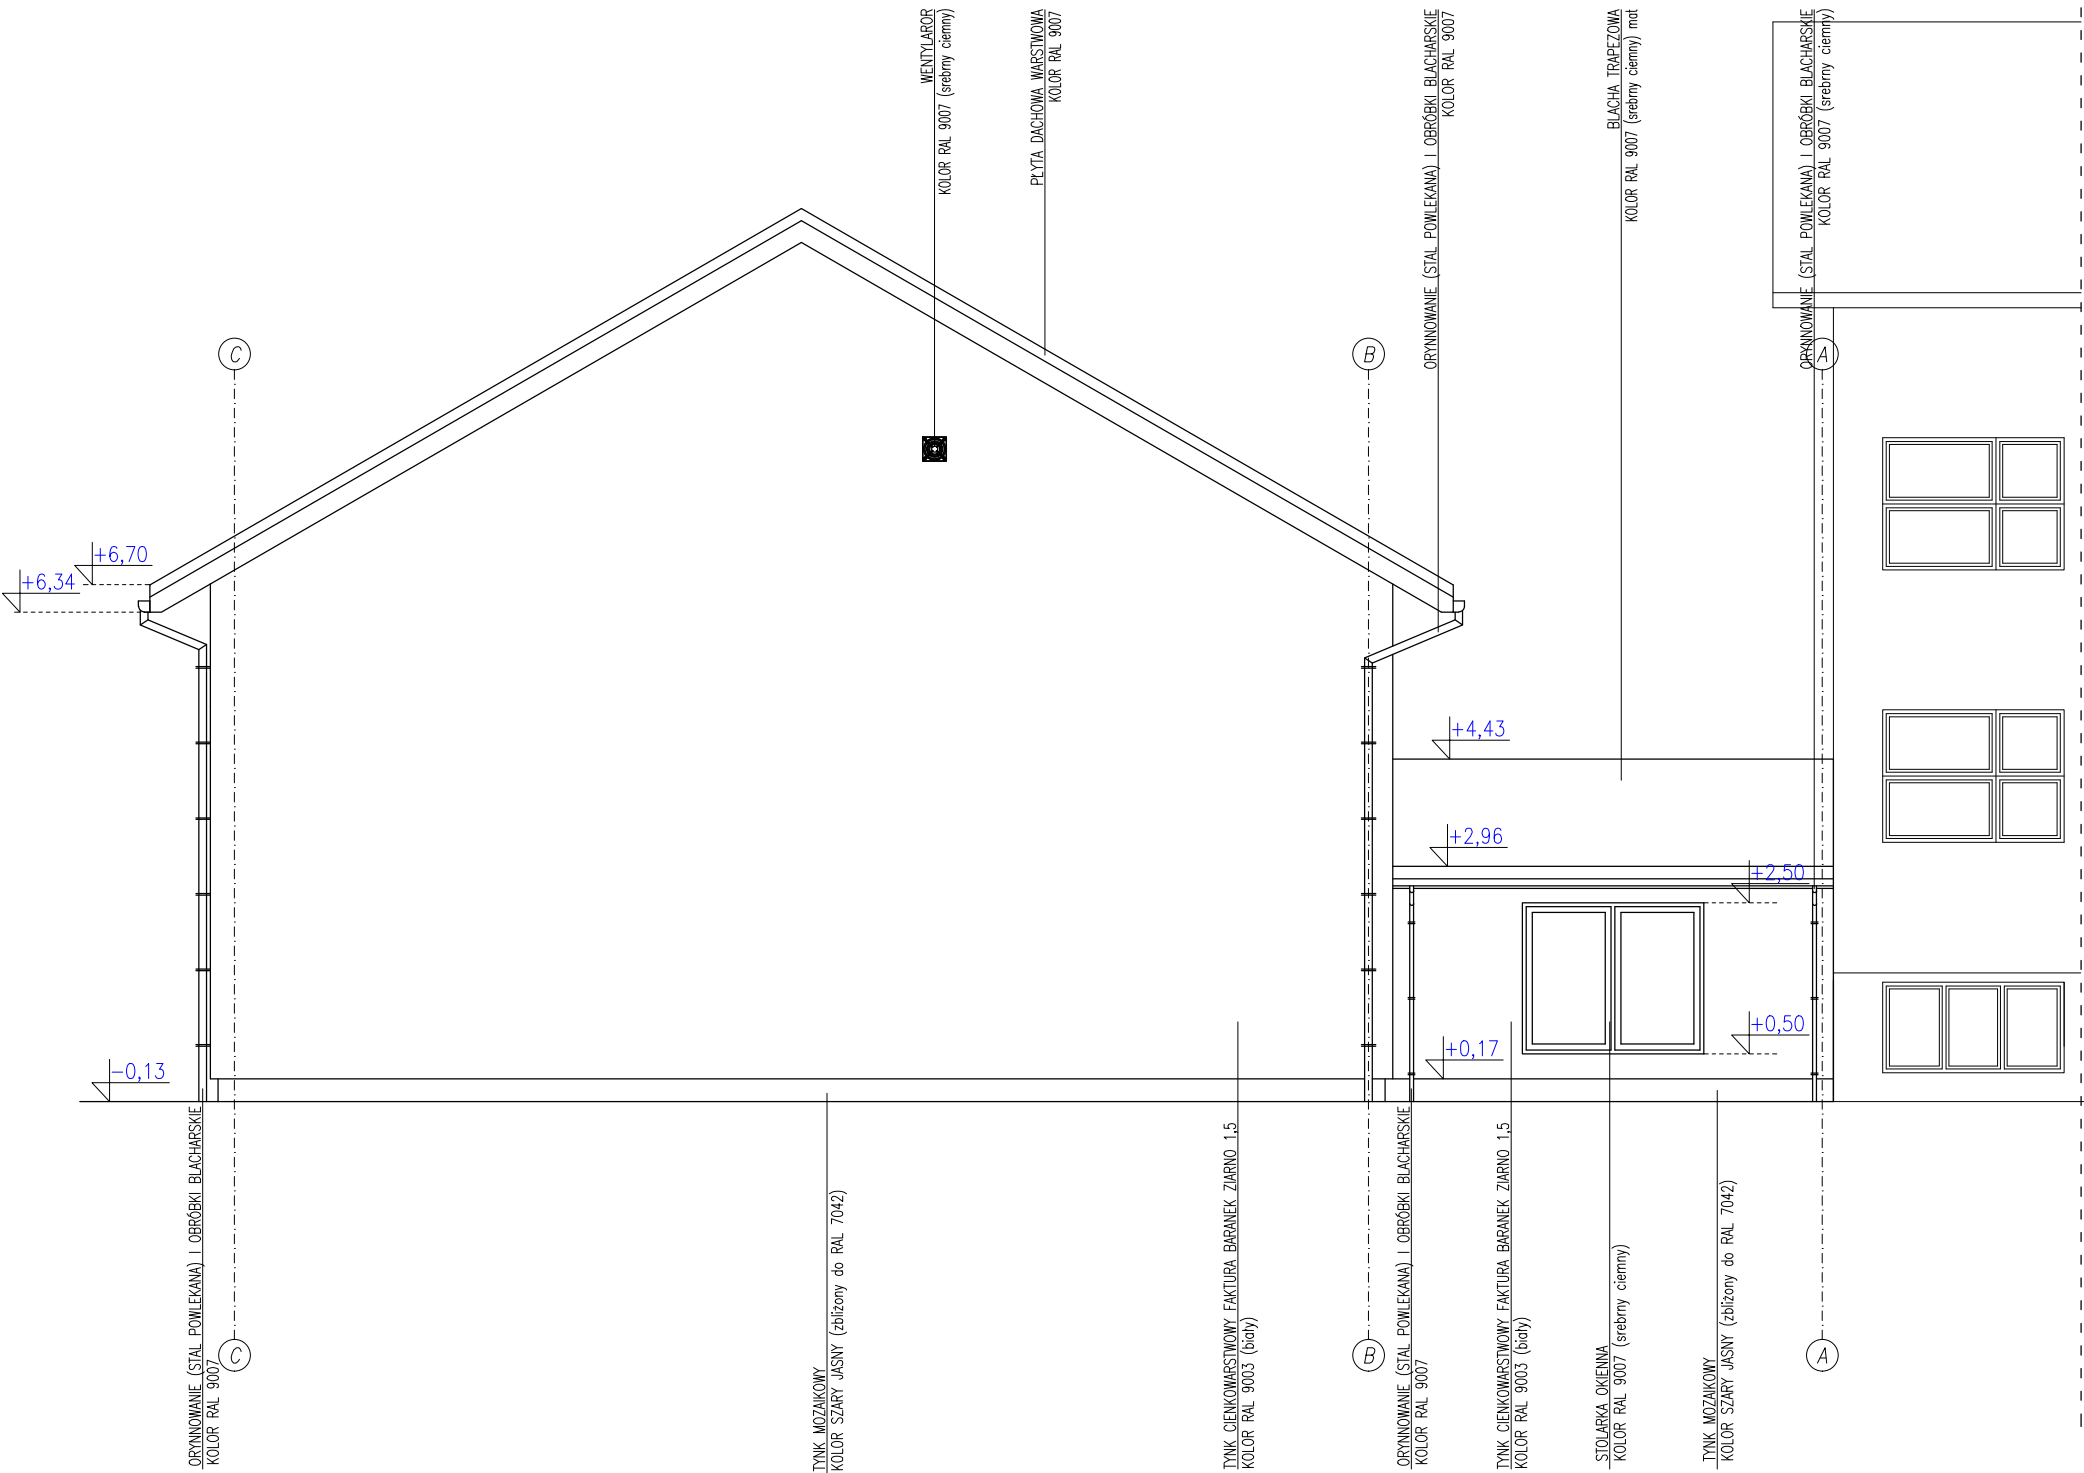 WENTYLAROR
KOLOR RAL 9007 (srebrny ciemny)
PŁYTA DACHOWA WARSTWOWA
KOLOR RAL 9007
ORYNNOWANIE (STAL POWLEKANA) I OBRÓBKI BLACHARSKIE
KOLOR RAL 9007
BLACHA TRAPEZOWA
KOLOR RAL 9007 (srebrny ciemny) mat
ORYNNOWANIE (STAL POWLEKANA) I OBRÓBKI BLACHARSKIE
KOLOR RAL 9007 (srebrny ciemny)
C
B
A
+6,70
+6,34
+4,43
+2,96
+2,50
+0,50
+0,17
-0,13
ORYNNOWANIE (STAL POWLEKANA) I OBRÓBKI BLACHARSKIE
KOLOR RAL 9007
TYNK MOZAIKOWY
KOLOR SZARY JASNY (zbliżony do RAL 7042)
TYNK CIENKOWARSTWOWY FAKTURA BARANEK ZIARNO 1,5
KOLOR RAL 9003 (biały)
ORYNNOWANIE (STAL POWLEKANA) I OBRÓBKI BLACHARSKIE
KOLOR RAL 9007
TYNK CIENKOWARSTWOWY FAKTURA BARANEK ZIARNO 1,5
KOLOR RAL 9003 (biały)
STOLARKA OKIENNA
KOLOR RAL 9007 (srebrny ciemny)
TYNK MOZAIKOWY
KOLOR SZARY JASNY (zbliżony do RAL 7042)
C
B
A